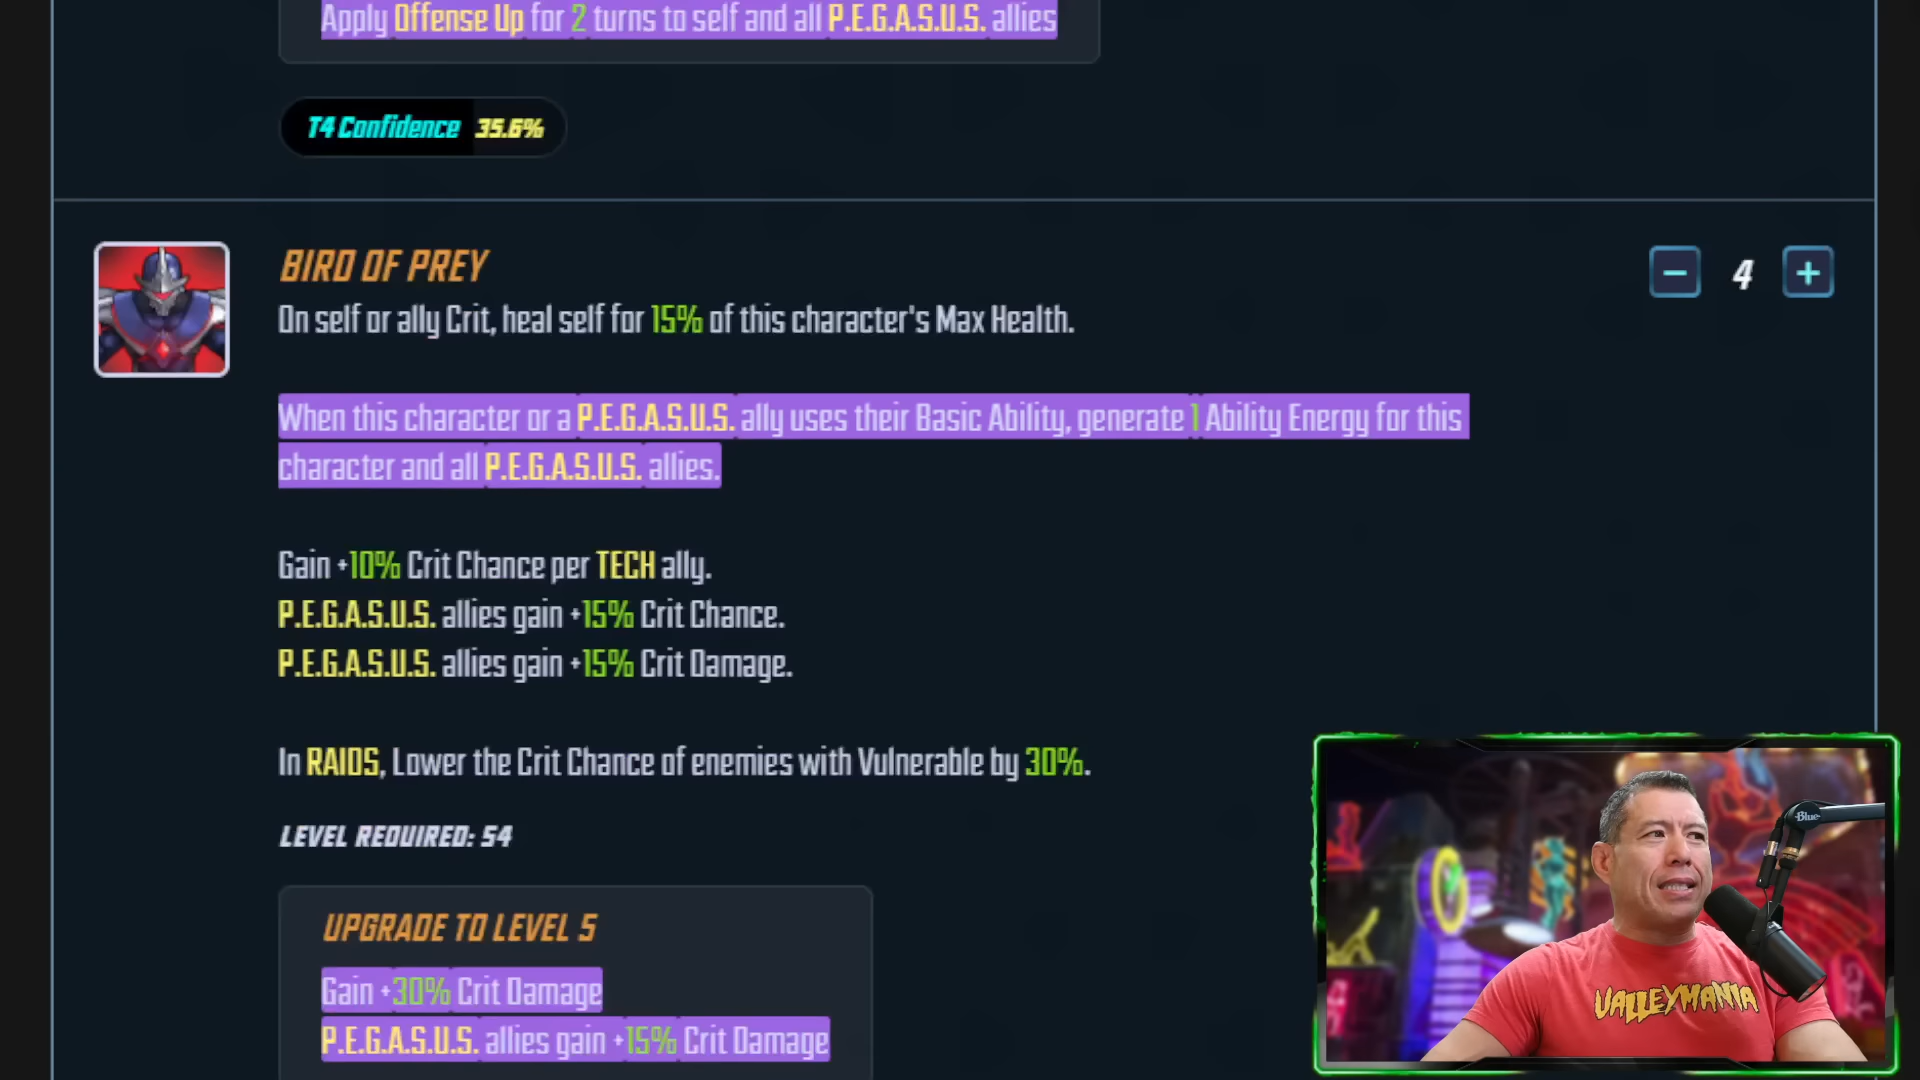 Apply Offense Up for 2 turns to self and all P.E.G.A.S.U.S. allies
T4 Confidence 35.6%
BIRD OF PREY
4
On self or ally Crit, heal self for 15% of this character's Max Health.
When this character or a P.E.G.A.S.U.S. ally uses their Basic Ability, generate 1 Ability Energy for this
character and all P.E.G.A.S.U.S. allies.
Gain +10% Crit Chance per TECH ally.
P.E.G.A.S.U.S. allies gain +15% Crit Chance.
P.E.G.A.S.U.S. allies gain +15% Crit Damage.
In RAIDS, Lower the Crit Chance of enemies with Vulnerable by 30%.
LEVEL REQUIRED: 54
UPGRADE TO LEVEL 5
Gain +30% Crit Damage
P.E.G.A.S.U.S. allies gain +15% Crit Damage
Blue
VALLEYMANIA